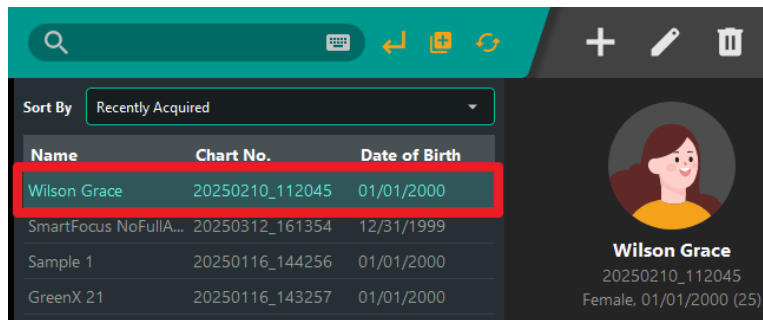 Sort By Recently Acquired
Name Chart No. Date of Birth
Wilson Grace 20250210_112045 01/01/2000
SmartFocus NoFullA... 20250312_161354 12/31/1999
Sample 1 20250116_144256 01/01/2000
GreenX 21 20250116_143257 01/01/2000
Wilson Grace
20250210_112045
Female, 01/01/2000 (25)